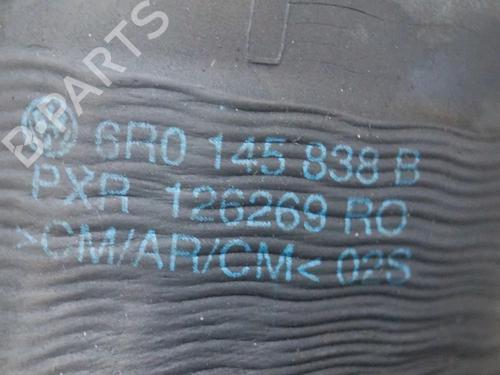 B-PARTS
6R0 145 838 B
PXR 126269 RO
>CM/AR/CM< 02S